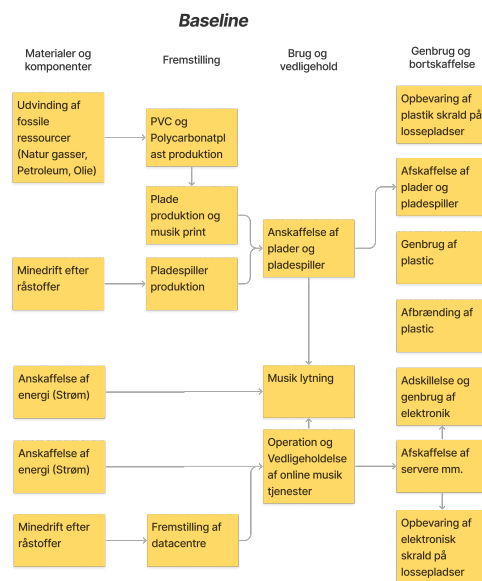 Baseline
Materialer og
komponenter
Fremstilling
Brug og
vedligehold
Genbrug og
bortskaffelse
Udvinding af
fossile
ressourcer
(Natur gasser,
Petroleum, Olie)
PVC og
Polycarbonatpl
ast produktion
Opbevaring af
plastik skrald på
lossepladser
Plade
produktion og
musik print
Afskaffelse af
plader og
pladespiller
Minedrift efter
råstoffer
Pladespiller
produktion
Anskaffelse af
plader og
pladespiller
Genbrug af
plastic
Afbrænding af
plastic
Anskaffelse af
energi (Strøm)
Musik lytning
Adskillelse og
genbrug af
elektronik
Anskaffelse af
energi (Strøm)
Operation og
Vedligeholdelse
af online musik
tjenester
Afskaffelse af
servere mm.
Minedrift efter
råstoffer
Fremstilling af
datacentre
Opbevaring af
elektronisk
skrald på
lossepladser